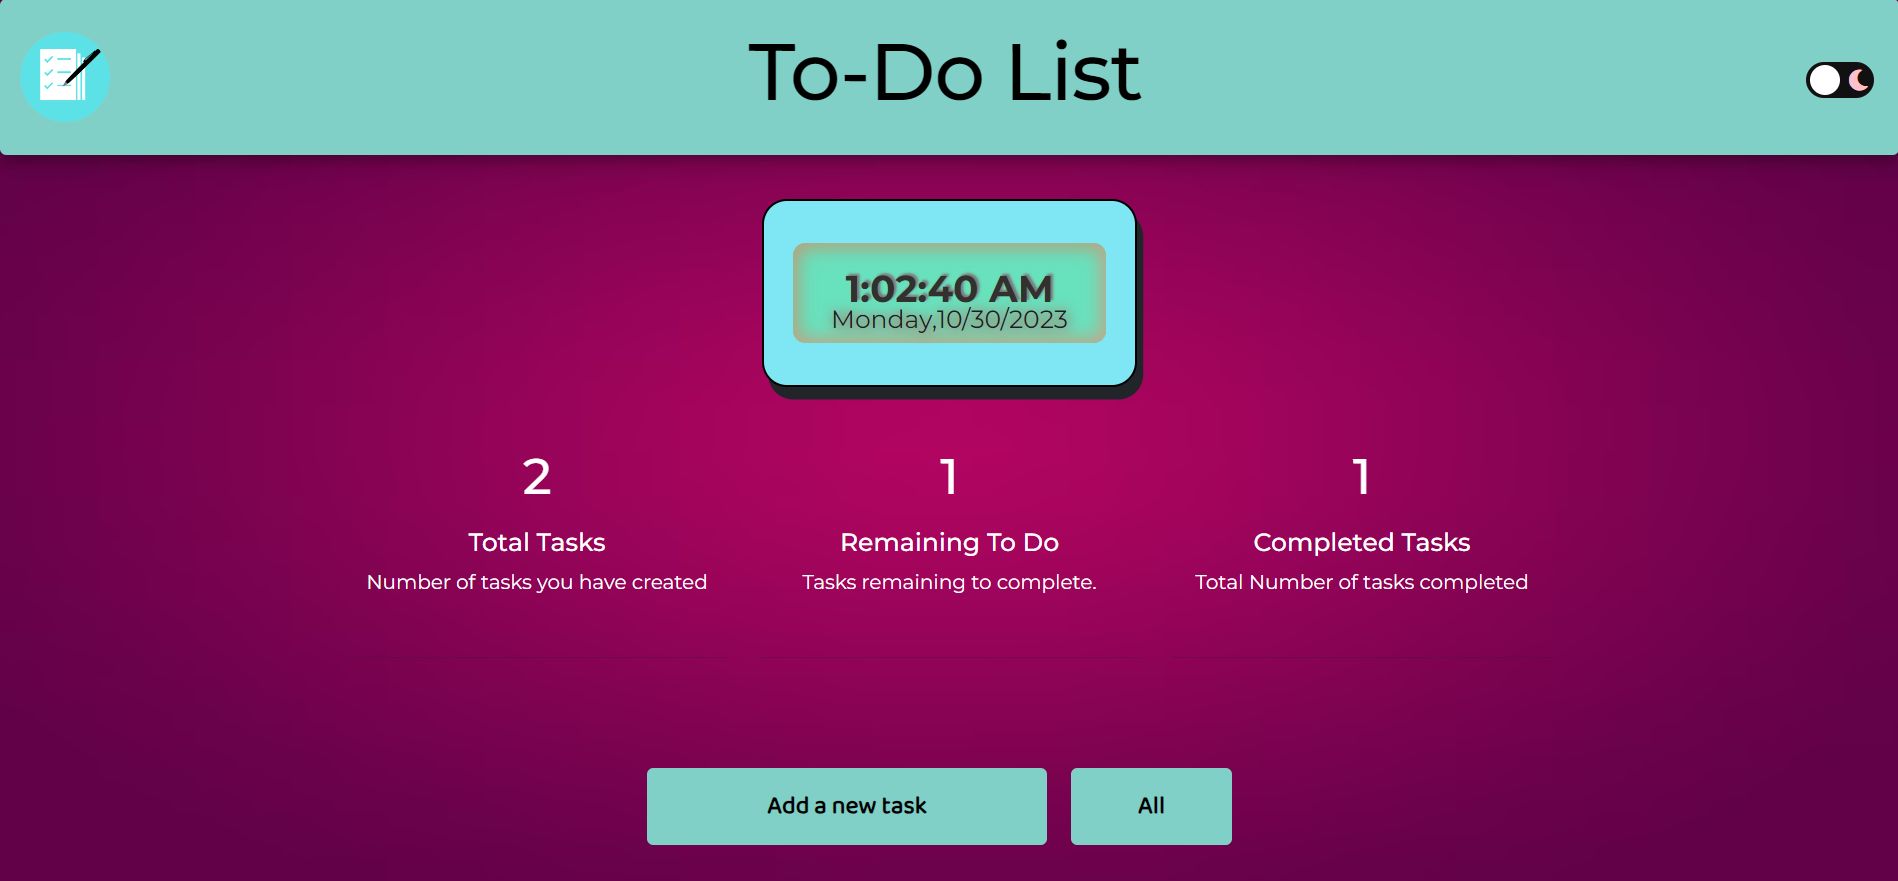 To-Do List
1:02:40 AM
Monday,10/30/2023
2
Total Tasks
Number of tasks you have created
1
Remaining To Do
Tasks remaining to complete.
1
Completed Tasks
Total Number of tasks completed
Add a new task
All